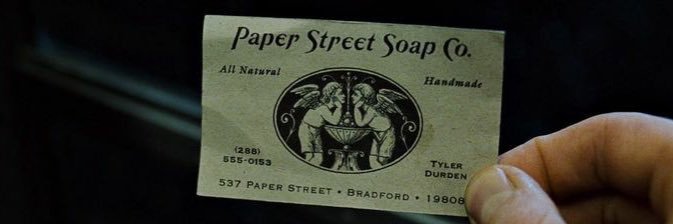 Paper Street Soap Co.
All Natural
Handmade
(288)
555-0153
TYLER
DURDEN
537 PAPER STREET • BRADFORD • 19808